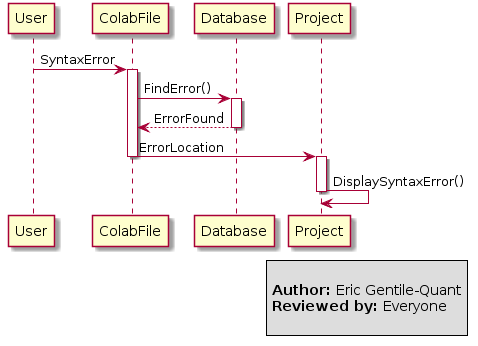 User ColabFile Database Project
SyntaxError
FindError()
ErrorFound
ErrorLocation
DisplaySyntaxError()
User ColabFile Database Project
Author: Eric Gentile-Quant
Reviewed by: Everyone